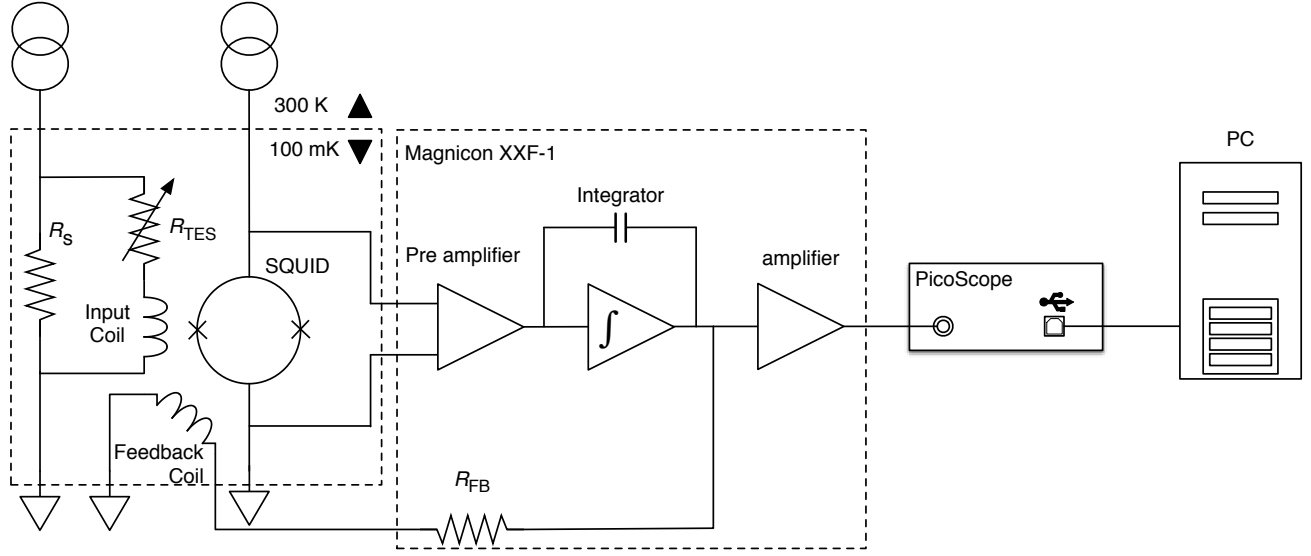 300 K
100 mK
Magnicon XXF-1
PC
Integrator
R_S
R_TES
Pre amplifier
amplifier
SQUID
PicoScope
Input
Coil
∫
Feedback
Coil
R_FB